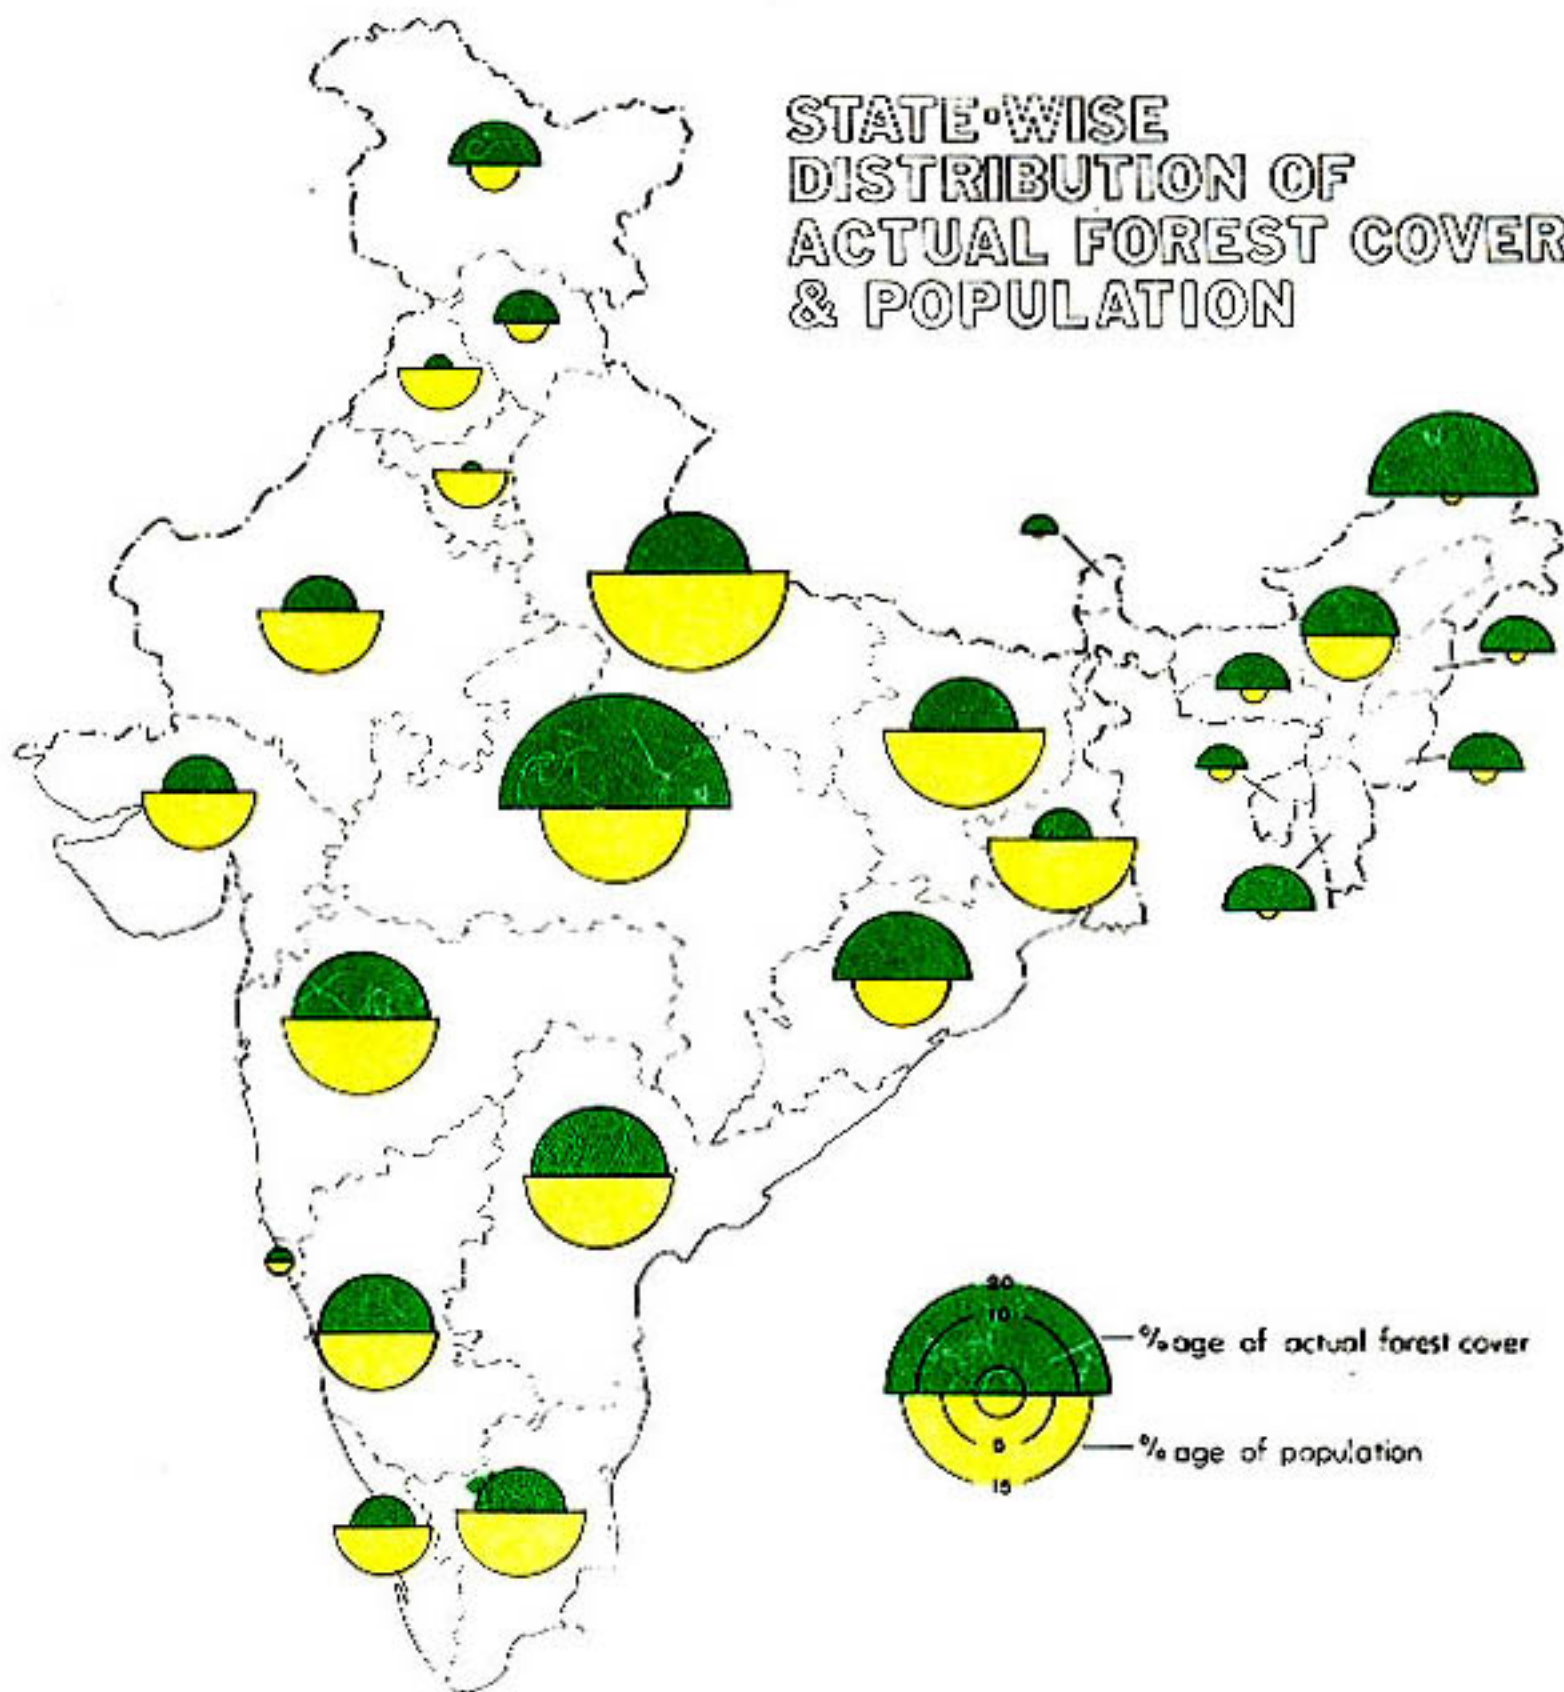 STATE-WISE
DISTRIBUTION OF
ACTUAL FOREST COVER
& POPULATION
20
10
%age of actual forest cover
5
%age of population
15